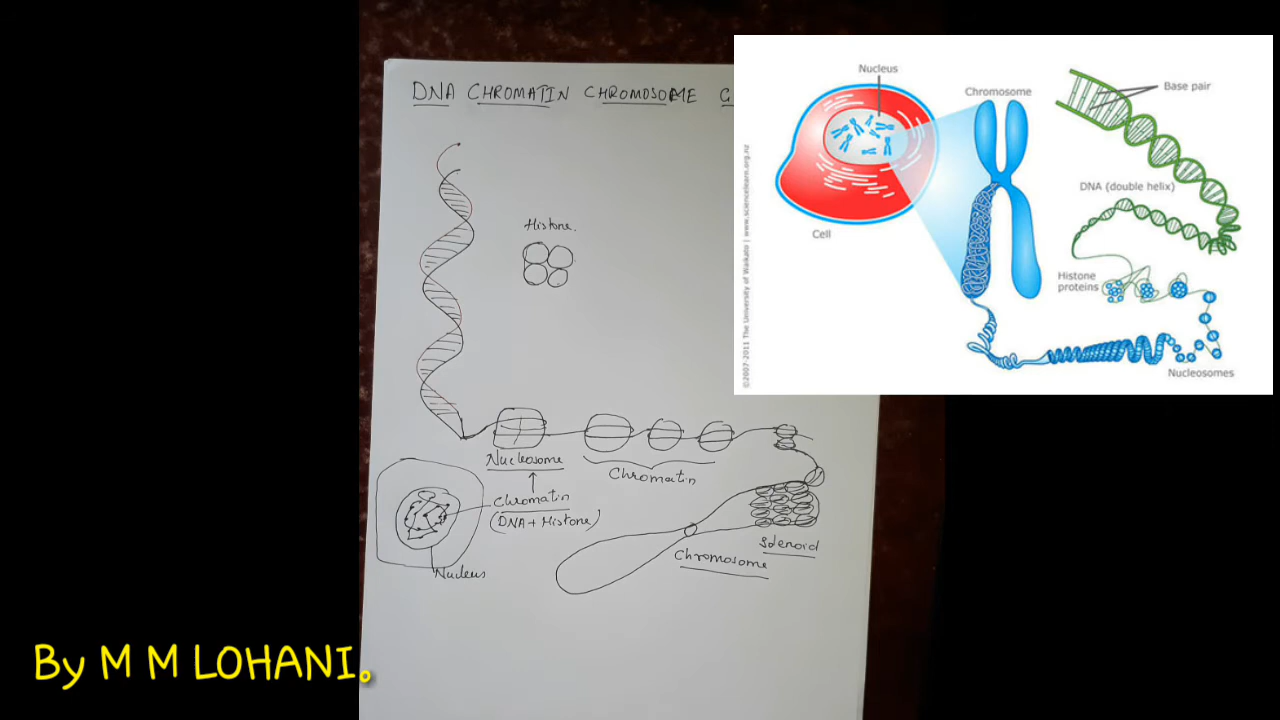 DNA CHROMATIN CHROMOSOME G
Histone.
Nucleosome
Chromatin
Chromatin
(DNA + Histone)
Nucleus
Solenoid
Chromosome
Nucleus
Chromosome
Base pair
DNA (double helix)
Cell
Histone
proteins
Nucleosomes
©2007-2011 The University of Waikato | www.sciencelearn.org.nz
By M M LOHANI.